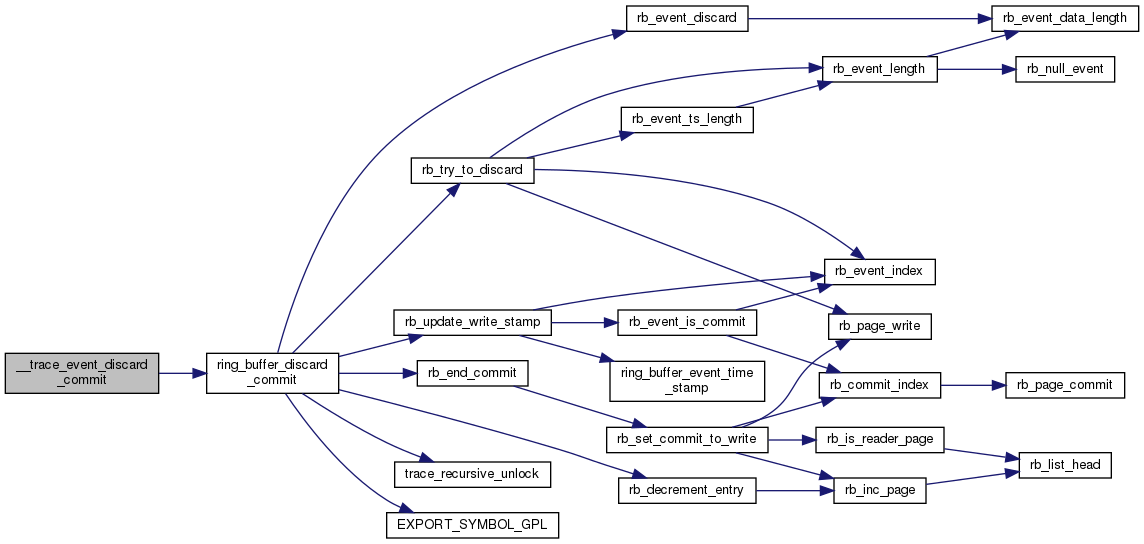 rb_event_discard
rb_event_data_length
rb_event_length
rb_null_event
rb_event_ts_length
rb_try_to_discard
rb_event_index
rb_update_write_stamp
rb_event_is_commit
rb_page_write
__trace_event_discard
_commit
ring_buffer_discard
_commit
rb_end_commit
ring_buffer_event_time
_stamp
rb_commit_index
rb_page_commit
rb_set_commit_to_write
rb_is_reader_page
rb_list_head
trace_recursive_unlock
rb_decrement_entry
rb_inc_page
EXPORT_SYMBOL_GPL